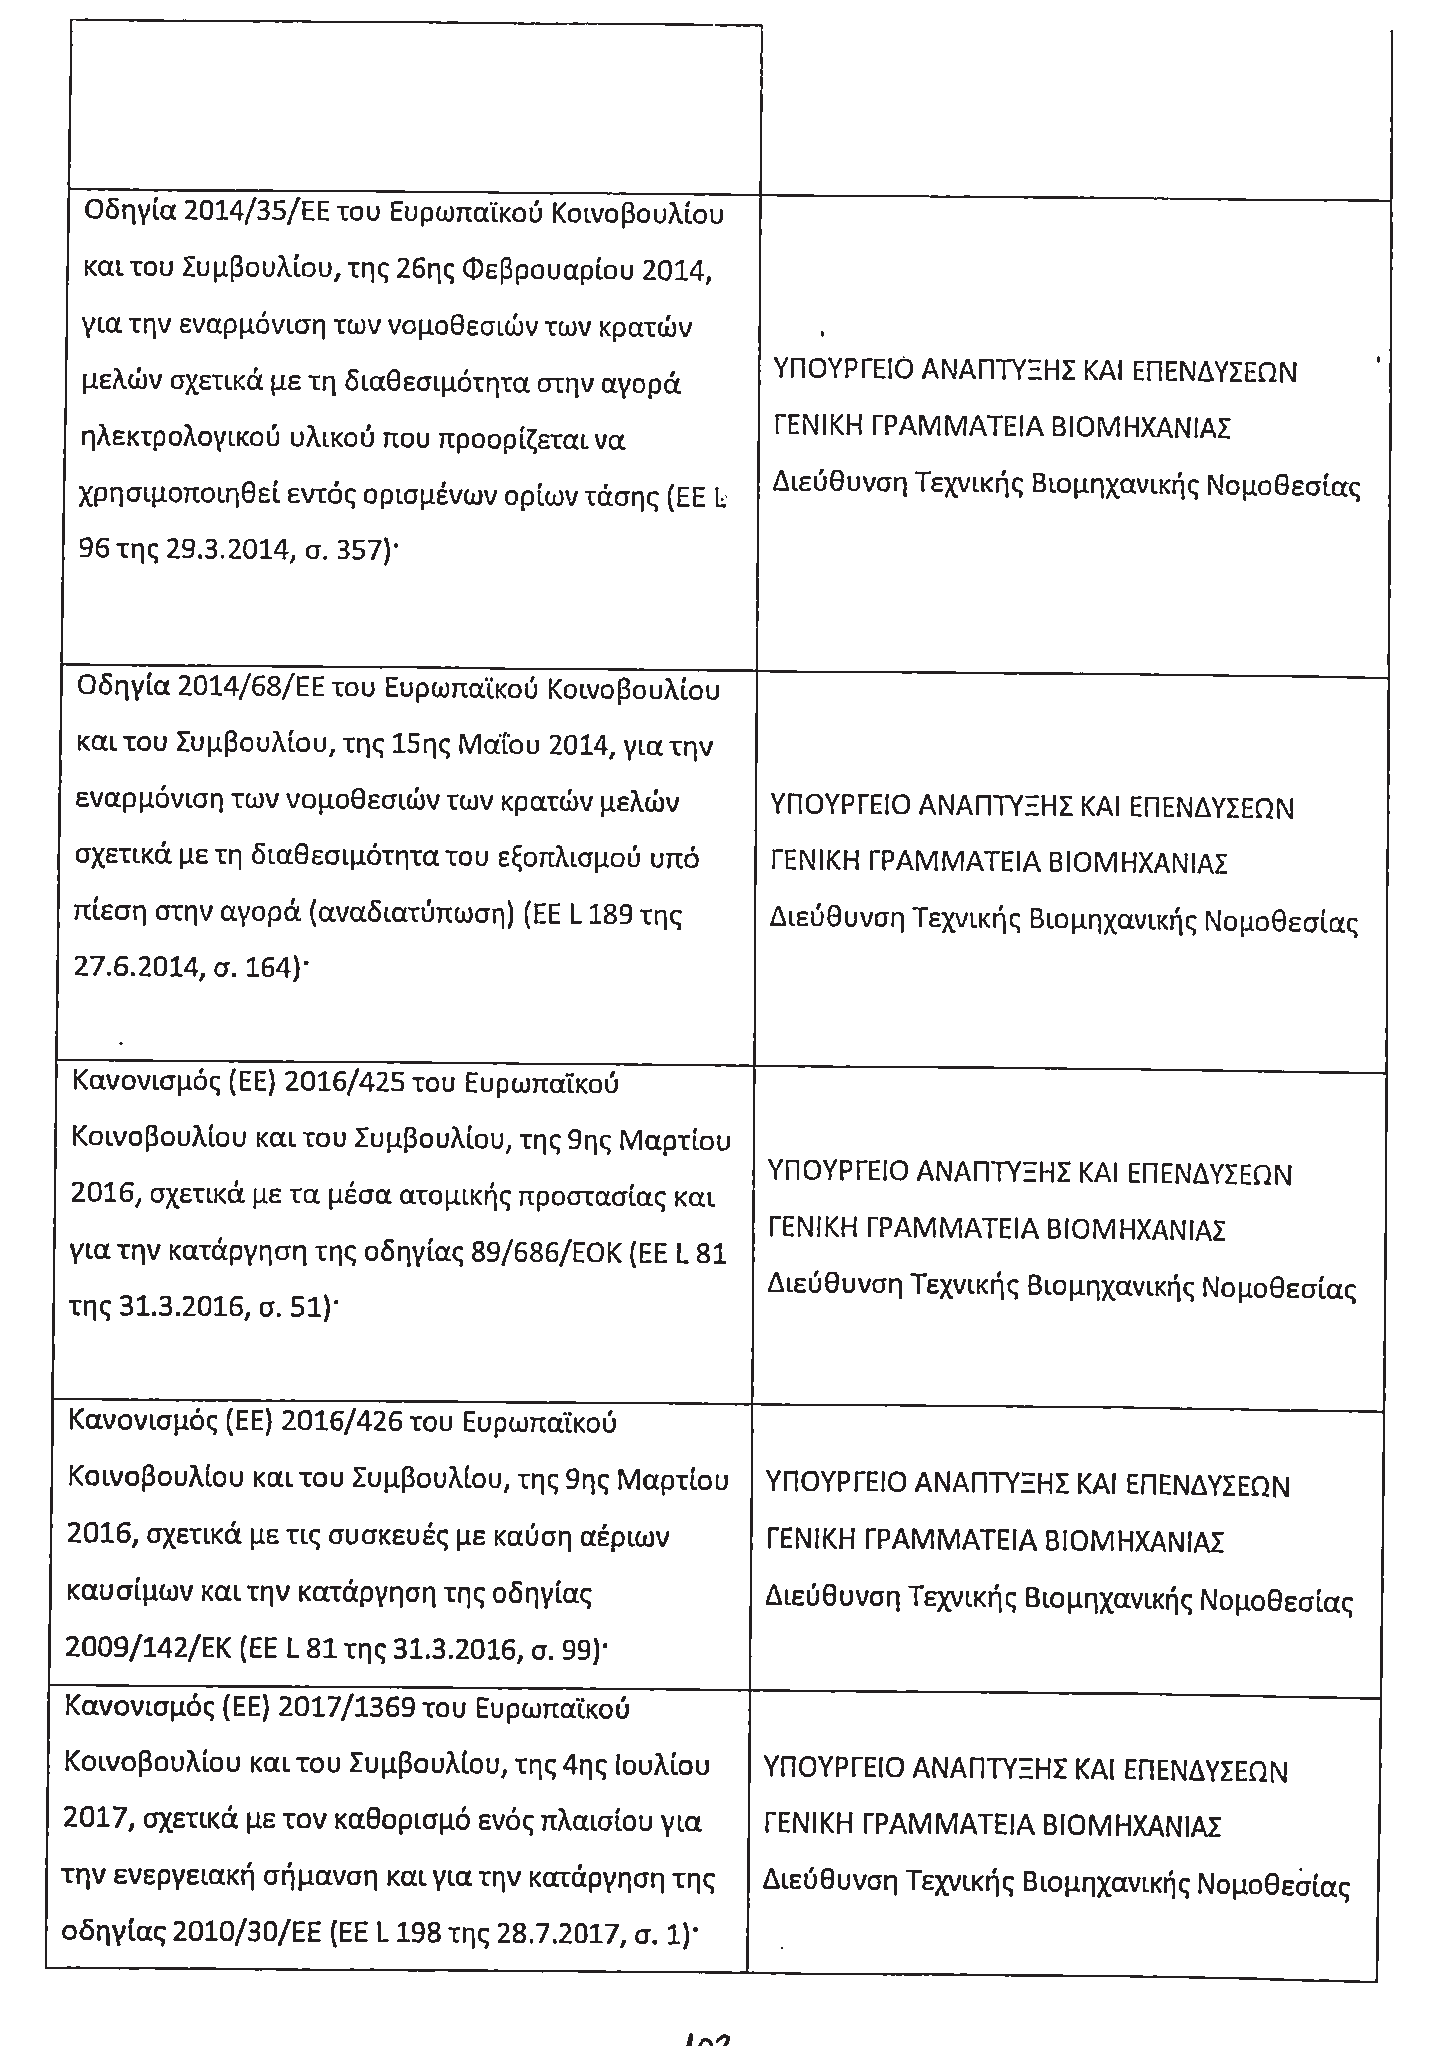 Οδηγία 2014/35/ΕΕ του Ευρωπαϊκού Κοινοβουλίου
και του Συμβουλίου, της 26ης Φεβρουαρίου 2014,
για την εναρμόνιση των νομοθεσιών των κρατών
μελών σχετικά με τη διαθεσιμότητα στην αγορά
ηλεκτρολογικού υλικού που προορίζεται να
χρησιμοποιηθεί εντός ορισμένων ορίων τάσης (ΕΕ L
96 της 29.3.2014, σ. 357)·
ΥΠΟΥΡΓΕΙΟ ΑΝΑΠΤΥΞΗΣ ΚΑΙ ΕΠΕΝΔΥΣΕΩΝ
ΓΕΝΙΚΗ ΓΡΑΜΜΑΤΕΙΑ ΒΙΟΜΗΧΑΝΙΑΣ
Διεύθυνση Τεχνικής Βιομηχανικής Νομοθεσίας
Οδηγία 2014/68/ΕΕ του Ευρωπαϊκού Κοινοβουλίου
και του Συμβουλίου, της 15ης Μαΐου 2014, για την
εναρμόνιση των νομοθεσιών των κρατών μελών
σχετικά με τη διαθεσιμότητα του εξοπλισμού υπό
πίεση στην αγορά (αναδιατύπωση) (ΕΕ L 189 της
27.6.2014, σ. 164)·
ΥΠΟΥΡΓΕΙΟ ΑΝΑΠΤΥΞΗΣ ΚΑΙ ΕΠΕΝΔΥΣΕΩΝ
ΓΕΝΙΚΗ ΓΡΑΜΜΑΤΕΙΑ ΒΙΟΜΗΧΑΝΙΑΣ
Διεύθυνση Τεχνικής Βιομηχανικής Νομοθεσίας
Κανονισμός (ΕΕ) 2016/425 του Ευρωπαϊκού
Κοινοβουλίου και του Συμβουλίου, της 9ης Μαρτίου
2016, σχετικά με τα μέσα ατομικής προστασίας και
για την κατάργηση της οδηγίας 89/686/ΕΟΚ (ΕΕ L 81
της 31.3.2016, σ. 51)·
ΥΠΟΥΡΓΕΙΟ ΑΝΑΠΤΥΞΗΣ ΚΑΙ ΕΠΕΝΔΥΣΕΩΝ
ΓΕΝΙΚΗ ΓΡΑΜΜΑΤΕΙΑ ΒΙΟΜΗΧΑΝΙΑΣ
Διεύθυνση Τεχνικής Βιομηχανικής Νομοθεσίας
Κανονισμός (ΕΕ) 2016/426 του Ευρωπαϊκού
Κοινοβουλίου και του Συμβουλίου, της 9ης Μαρτίου
2016, σχετικά με τις συσκευές με καύση αέριων
καυσίμων και την κατάργηση της οδηγίας
2009/142/ΕΚ (ΕΕ L 81 της 31.3.2016, σ. 99)·
ΥΠΟΥΡΓΕΙΟ ΑΝΑΠΤΥΞΗΣ ΚΑΙ ΕΠΕΝΔΥΣΕΩΝ
ΓΕΝΙΚΗ ΓΡΑΜΜΑΤΕΙΑ ΒΙΟΜΗΧΑΝΙΑΣ
Διεύθυνση Τεχνικής Βιομηχανικής Νομοθεσίας
Κανονισμός (ΕΕ) 2017/1369 του Ευρωπαϊκού
Κοινοβουλίου και του Συμβουλίου, της 4ης Ιουλίου
2017, σχετικά με τον καθορισμό ενός πλαισίου για
την ενεργειακή σήμανση και για την κατάργηση της
οδηγίας 2010/30/ΕΕ (ΕΕ L 198 της 28.7.2017, σ. 1)·
ΥΠΟΥΡΓΕΙΟ ΑΝΑΠΤΥΞΗΣ ΚΑΙ ΕΠΕΝΔΥΣΕΩΝ
ΓΕΝΙΚΗ ΓΡΑΜΜΑΤΕΙΑ ΒΙΟΜΗΧΑΝΙΑΣ
Διεύθυνση Τεχνικής Βιομηχανικής Νομοθεσίας